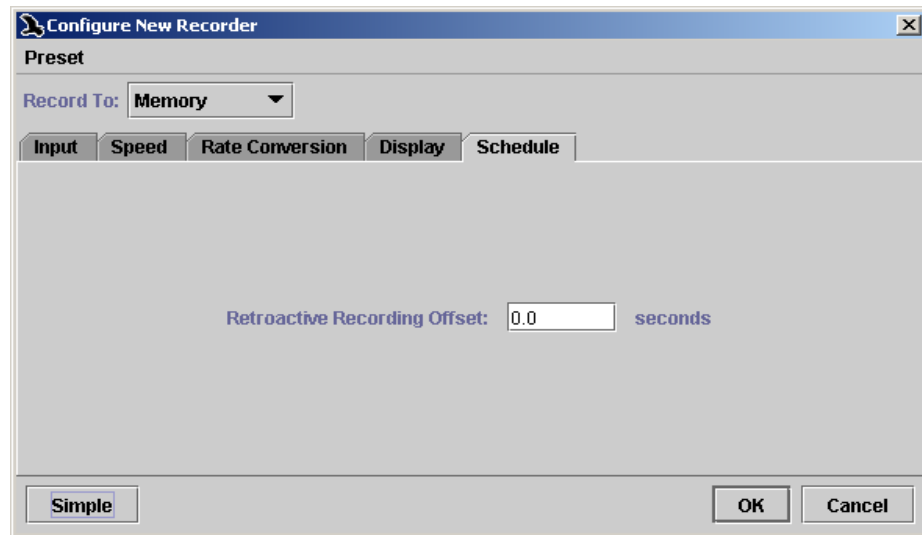 Configure New Recorder
Preset
Record To: Memory
Input Speed Rate Conversion Display Schedule
Retroactive Recording Offset: 0.0 seconds
Simple OK Cancel